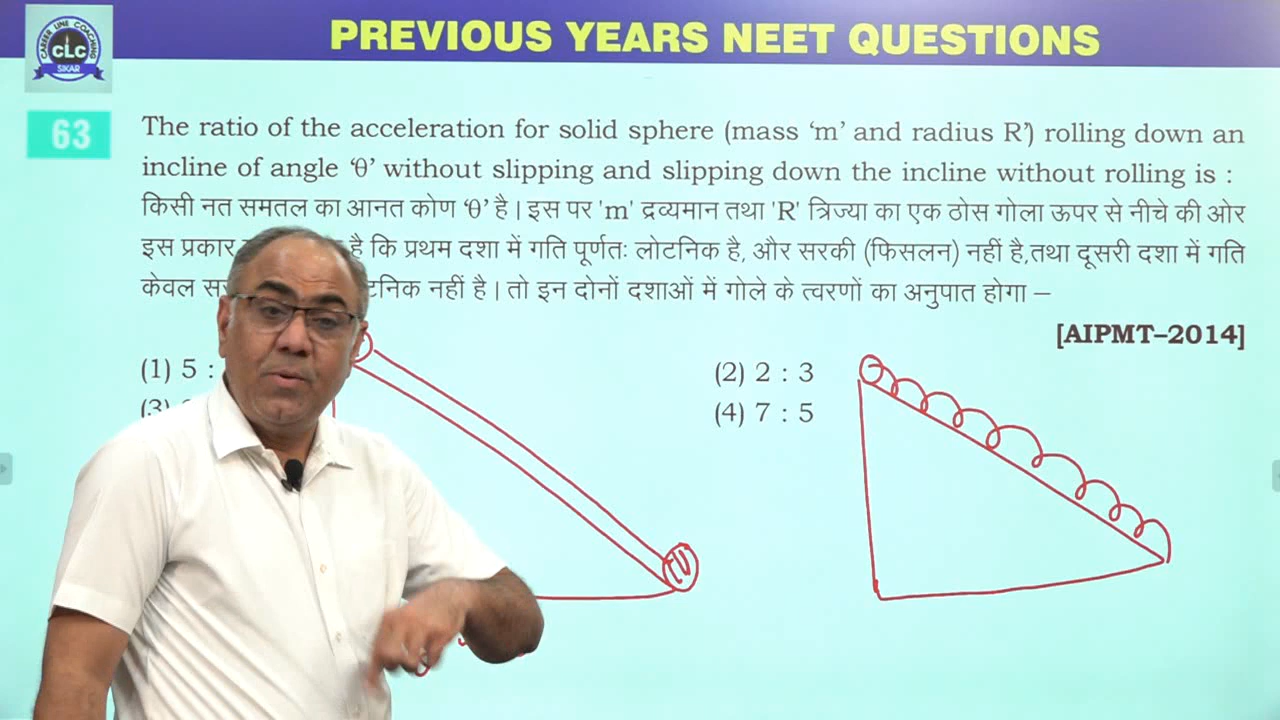 PREVIOUS YEARS NEET QUESTIONS
CAREER LINE COACHING
CLC
SIKAR
63
The ratio of the acceleration for solid sphere (mass ‘m’ and radius R’) rolling down an
incline of angle ‘θ’ without slipping and slipping down the incline without rolling is :
किसी नत समतल का आनत कोण ‘θ’ है। इस पर 'm' द्रव्यमान तथा 'R' त्रिज्या का एक ठोस गोला ऊपर से नीचे की ओर
इस प्रकार है कि प्रथम दशा में गति पूर्णतः लोटनिक है, और सरकी (फिसलन) नहीं है,तथा दूसरी दशा में गति
केवल नहीं है। तो इन दोनों दशाओं में गोले के त्वरणों का अनुपात होगा –
[AIPMT–2014]
(1) 5 :
(2) 2 : 3
(3)
(4) 7 : 5